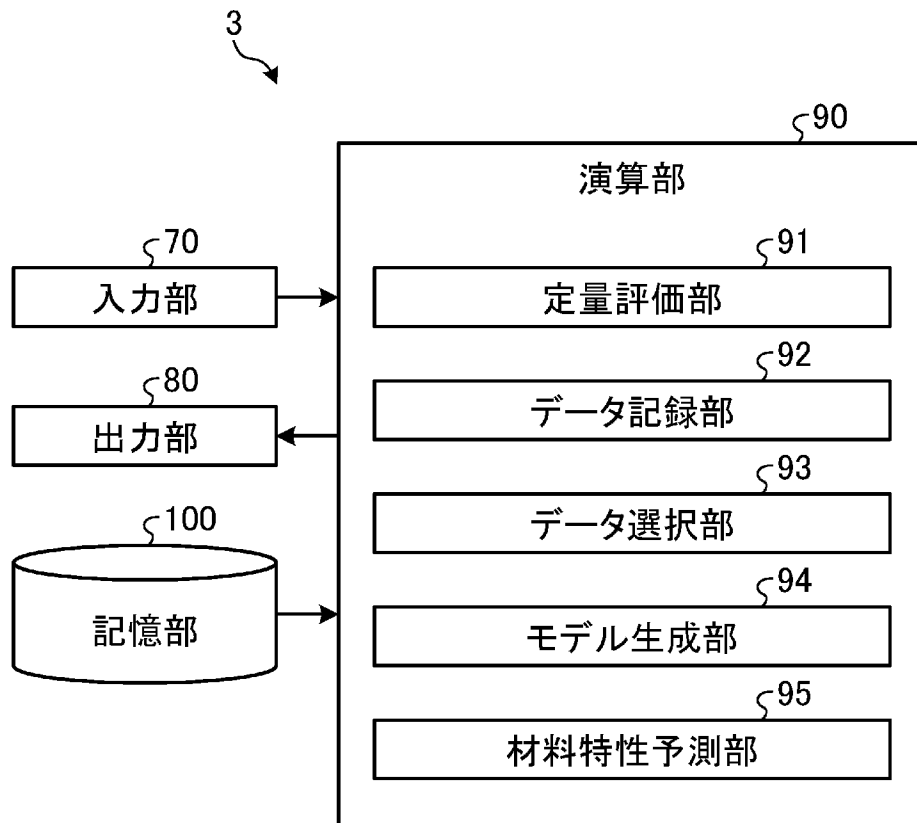 3
90
演算部
70
入力部
91
定量評価部
80
出力部
92
データ記録部
93
データ選択部
100
記憶部
94
モデル生成部
95
材料特性予測部